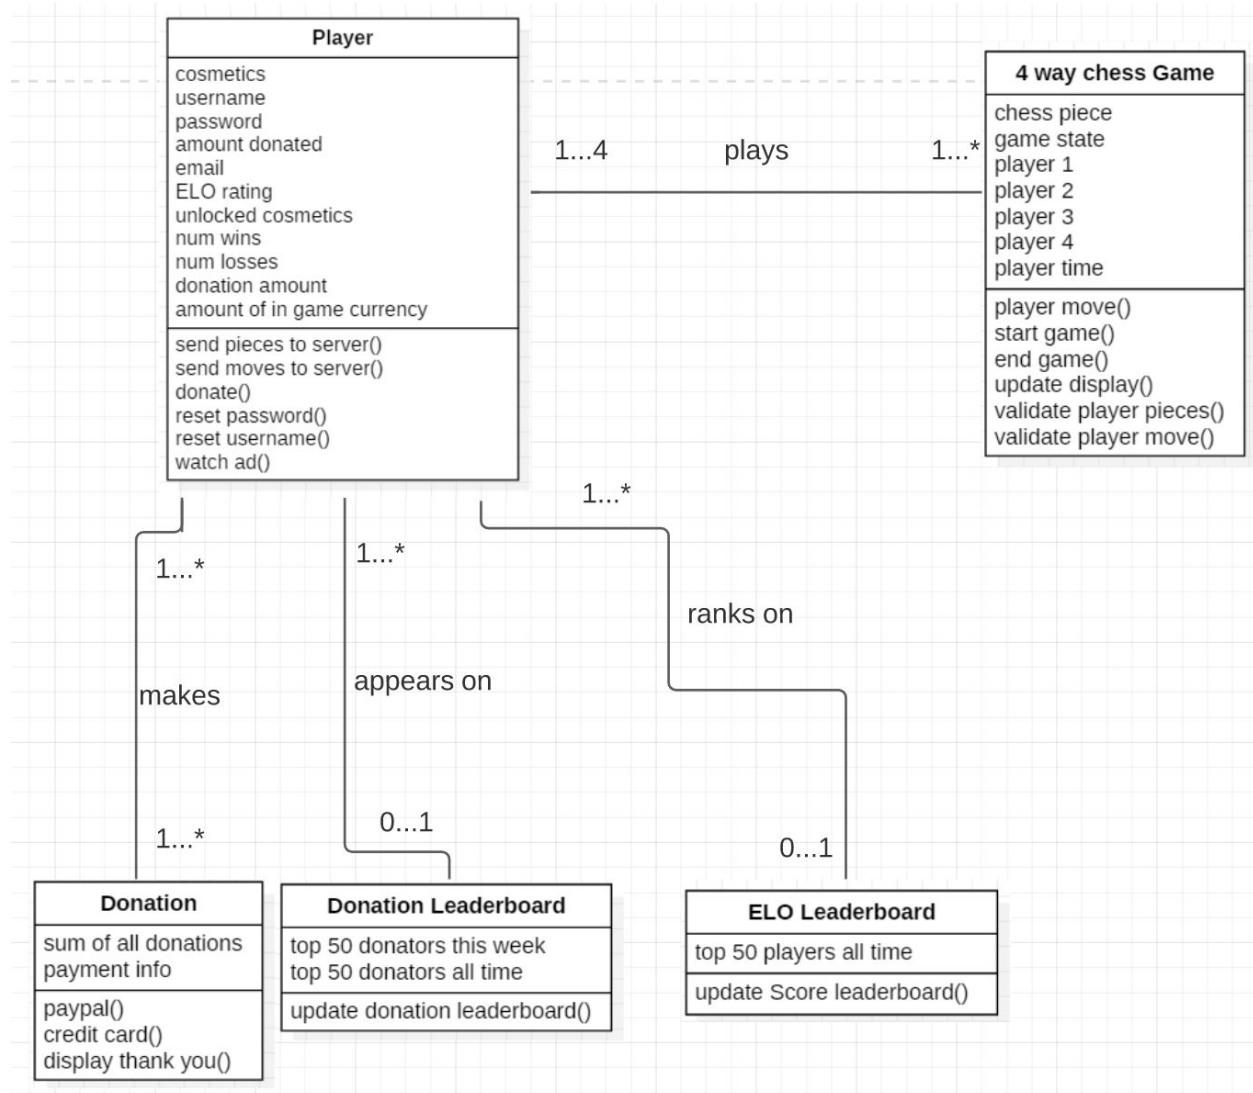 Player
cosmetics
username
password
amount donated
email
ELO rating
unlocked cosmetics
num wins
num losses
donation amount
amount of in game currency
send pieces to server()
send moves to server()
donate()
reset password()
reset username()
watch ad()
1...4
plays
1...*
4 way chess Game
chess piece
game state
player 1
player 2
player 3
player 4
player time
player move()
start game()
end game()
update display()
validate player pieces()
validate player move()
1...*
makes
1...*
1...*
appears on
0...1
1...*
ranks on
0...1
Donation
sum of all donations
payment info
paypal()
credit card()
display thank you()
Donation Leaderboard
top 50 donators this week
top 50 donators all time
update donation leaderboard()
ELO Leaderboard
top 50 players all time
update Score leaderboard()